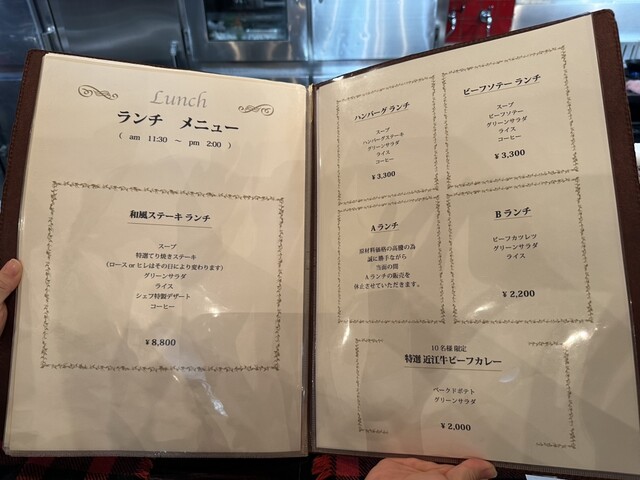 Lunch
ランチ メニュー
( am 11:30 ～ pm 2:00 )
和風ステーキ ランチ
スープ
特選てり焼きステーキ
(ロース or ヒレはその日により変わります)
グリーンサラダ
ライス
シェフ特製デザート
コーヒー
¥8,800
ハンバーグ ランチ
スープ
ハンバーグステーキ
グリーンサラダ
ライス
コーヒー
¥3,300
ビーフソテー ランチ
スープ
ビーフソテー
グリーンサラダ
ライス
コーヒー
¥3,300
A ランチ
原材料価格の高騰の為
誠に勝手ながら
当面の間
A ランチの販売を
休止させていただきます。
B ランチ
ビーフカツレツ
グリーンサラダ
ライス
¥2,200
10名様 限定
特選 近江牛ビーフカレー
ベークドポテト
グリーンサラダ
¥2,000